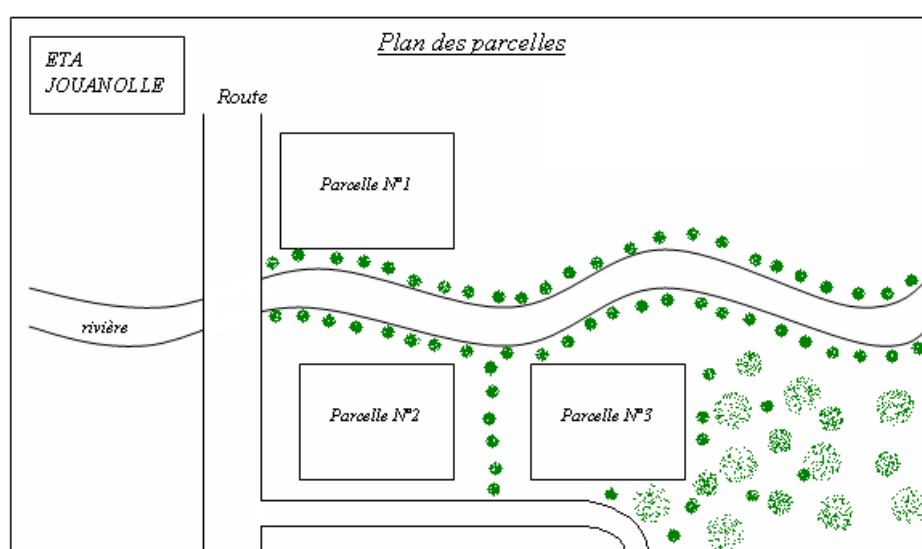 Plan des parcelles
ETA
JOUANOLLE
Route
Parcelle N°1
rivière
Parcelle N°2
Parcelle N°3